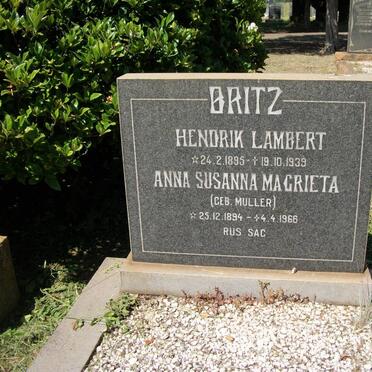 BRITZ
HENDRIK LAMBERT
☆24.2.1895-✝19.10.1939
ANNA SUSANNA MAGRIETA
(GEB. MULLER)
☆25.12.1894-✝4.4.1966
RUS SAG